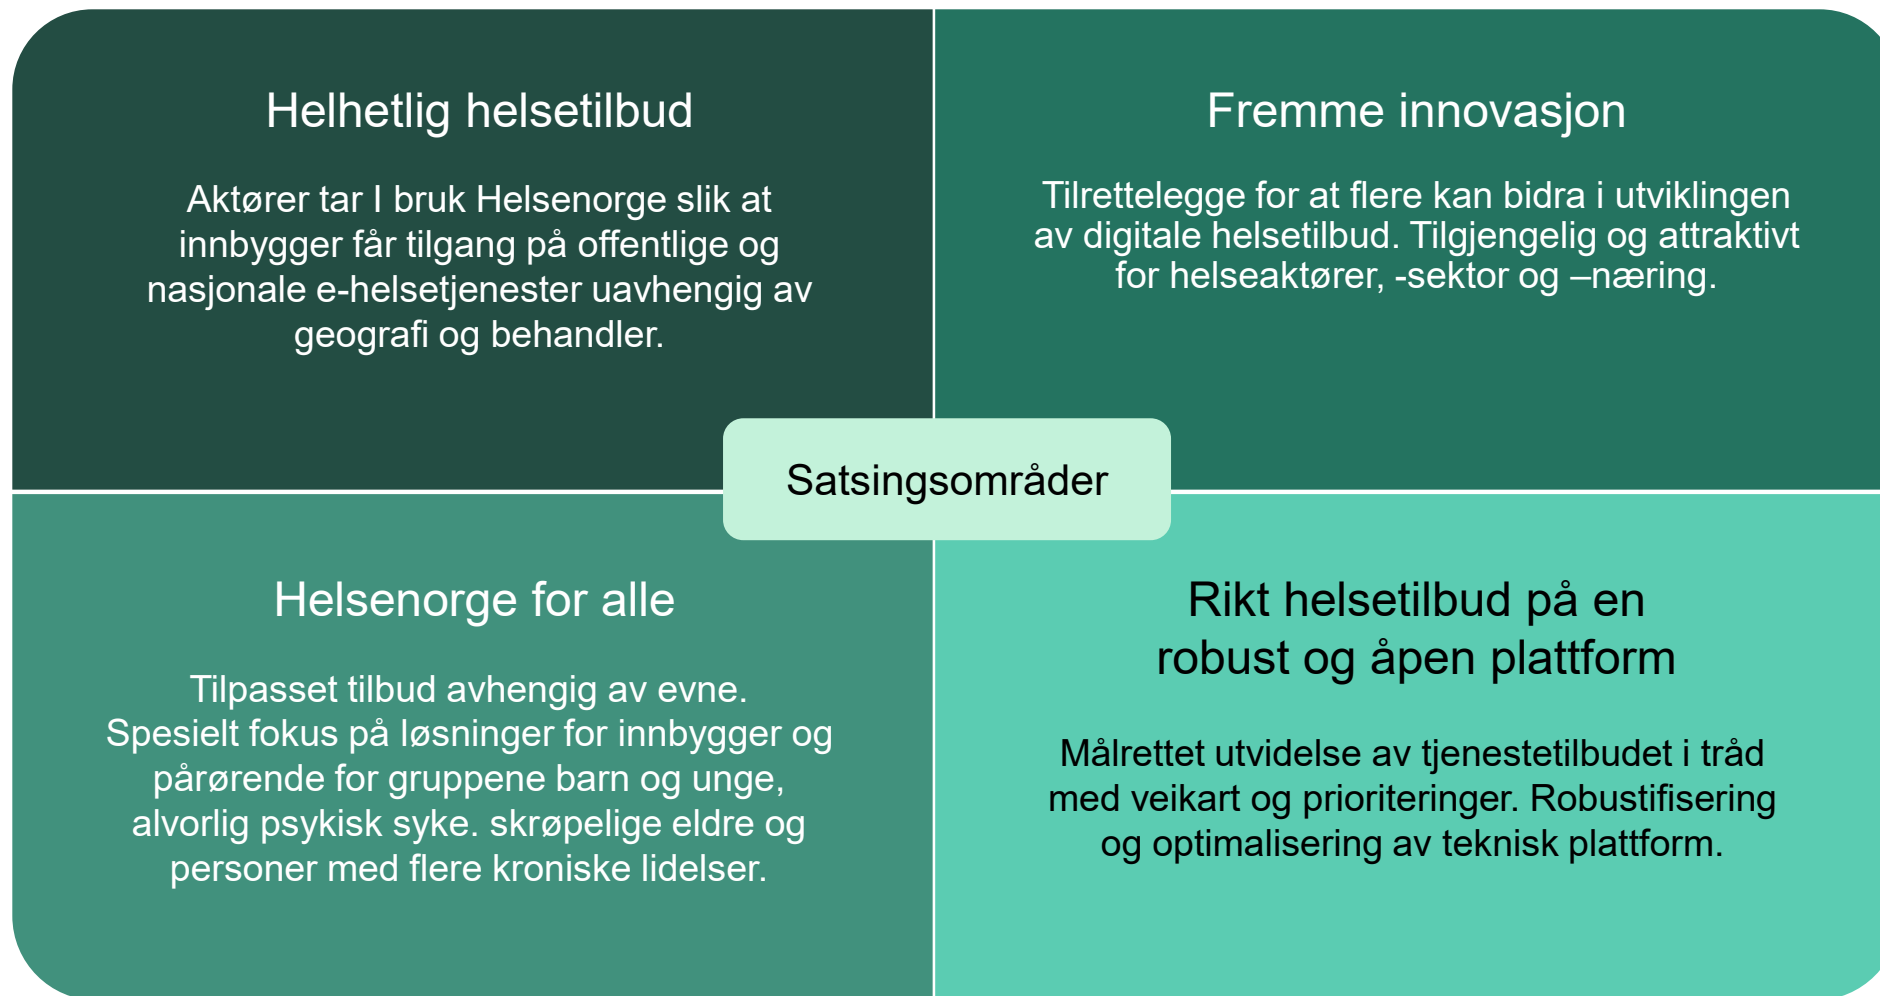 Helhetlig helsetilbud
Aktører tar I bruk Helsenorge slik at
innbygger får tilgang på offentlige og
nasjonale e-helsetjenester uavhengig av
geografi og behandler.
Fremme innovasjon
Tilrettelegge for at flere kan bidra i utviklingen
av digitale helsetilbud. Tilgjengelig og attraktivt
for helseaktører, -sektor og –næring.
Satsingsområder
Helsenorge for alle
Tilpasset tilbud avhengig av evne.
Spesielt fokus på løsninger for innbygger og
pårørende for gruppene barn og unge,
alvorlig psykisk syke. skrøpelige eldre og
personer med flere kroniske lidelser.
Rikt helsetilbud på en
robust og åpen plattform
Målrettet utvidelse av tjenestetilbudet i tråd
med veikart og prioriteringer. Robustifisering
og optimalisering av teknisk plattform.